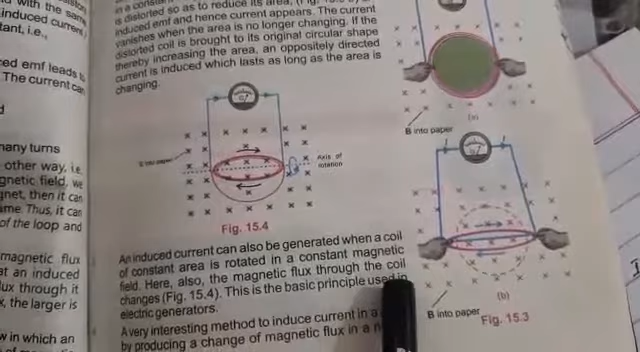 with the same
induced current
tant, i.e.,
ced emf leads to
The current can
many turns
other way, i.e.
gnetic field, we
gnet, then it can
ame. Thus, it can
of the loop and
magnetic flux
at an induced
flux through it
x, the larger is
w in which an
is distorted so as to reduce its area,
induced emf and hence current appears. The current
vanishes when the area is no longer changing. If the
distorted coil is brought to its original circular shape
thereby increasing the area, an oppositely directed
current is induced which lasts as long as the area is
changing.
B into paper
Axis of
rotation
Fig. 15.4
An induced current can also be generated when a coil
of constant area is rotated in a constant magnetic
field. Here, also, the magnetic flux through the coil
changes (Fig. 15.4). This is the basic principle used in
electric generators.
A very interesting method to induce current in a
by producing a change of magnetic flux in a
(a)
B into paper
(b)
B into paper
Fig. 15.3